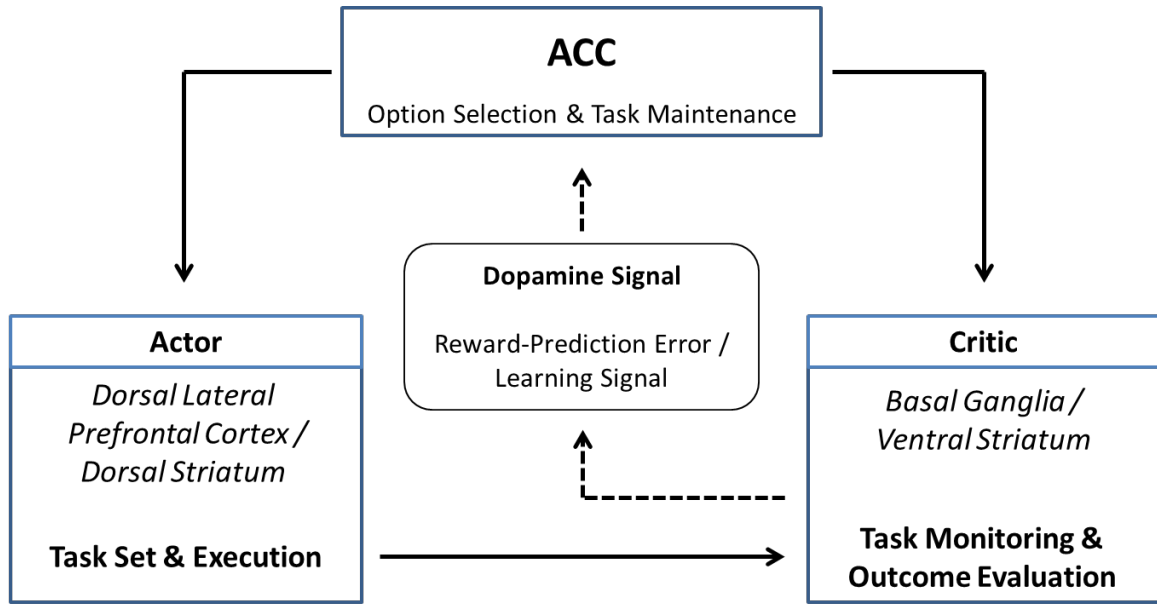 ACC
Option Selection & Task Maintenance
Dopamine Signal
Reward-Prediction Error /
Learning Signal
Actor
Dorsal Lateral
Prefrontal Cortex /
Dorsal Striatum
Task Set & Execution
Critic
Basal Ganglia /
Ventral Striatum
Task Monitoring &
Outcome Evaluation